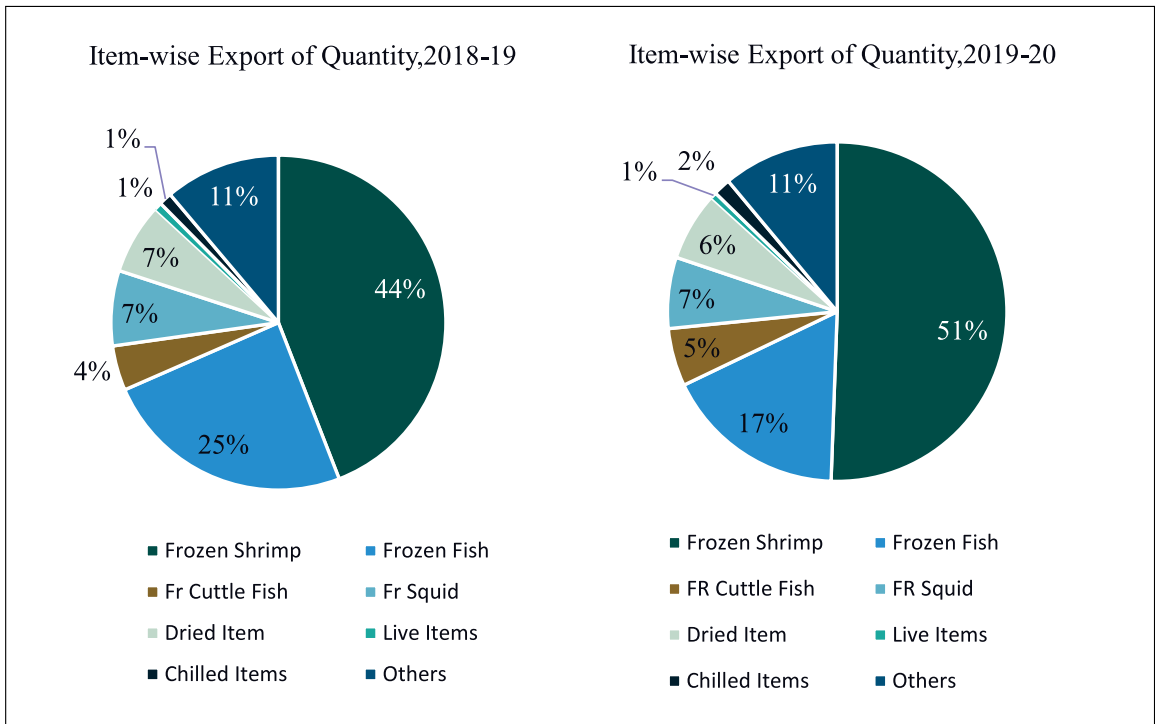 Item-wise Export of Quantity,2018-19
1%
1%
11%
7%
44%
7%
4%
25%
Frozen Shrimp
Frozen Fish
Fr Cuttle Fish
Fr Squid
Dried Item
Live Items
Chilled Items
Others
Item-wise Export of Quantity,2019-20
2%
1%
11%
6%
7%
51%
5%
17%
Frozen Shrimp
Frozen Fish
FR Cuttle Fish
FR Squid
Dried Item
Live Items
Chilled Items
Others